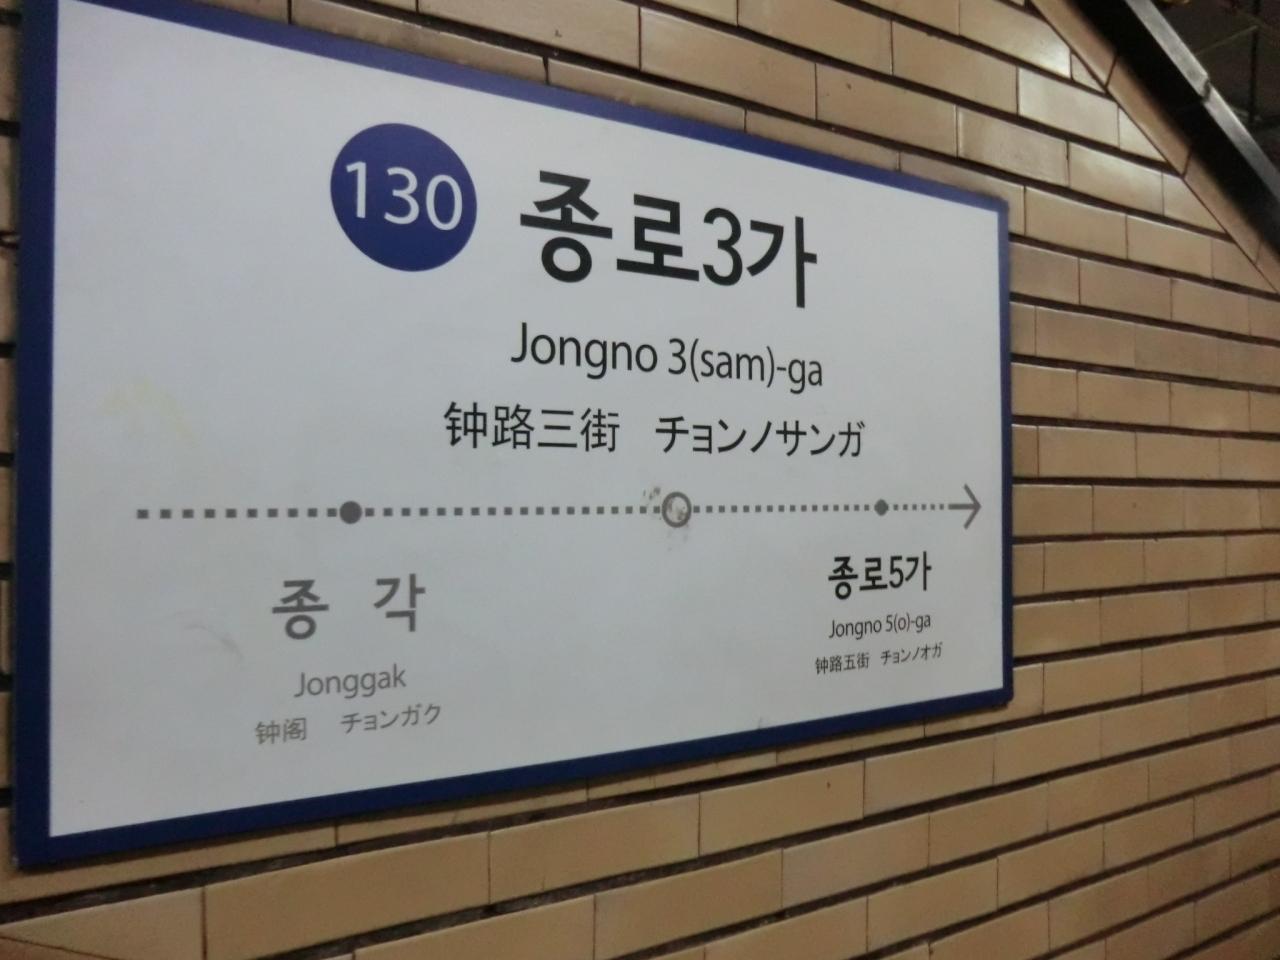 130 종로3가
Jongno 3(sam)-ga
钟路三街 チョンノサンガ
종 각
Jonggak
钟阁 チョンガク
종로5가
Jongno 5(o)-ga
钟路五街 チョンノオガ